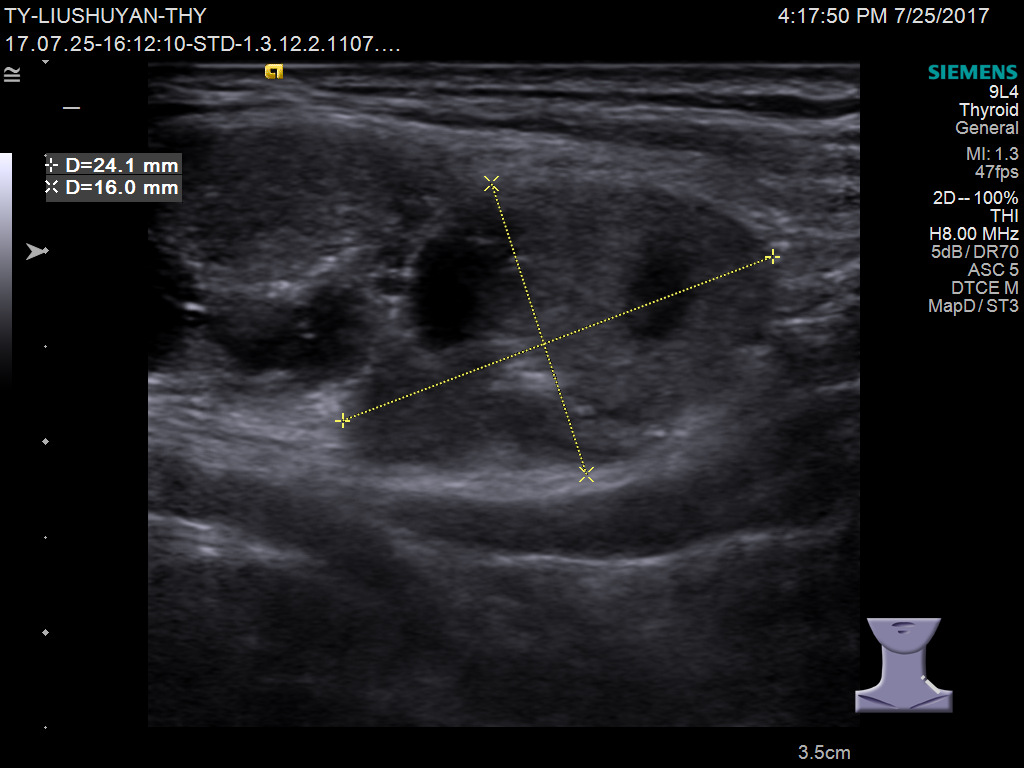 TY-LIUSHUYAN-THY
4:17:50 PM 7/25/2017
17.07.25-16:12:10-STD-1.3.12.2.1107....
SIEMENS
9L4
Thyroid
General
MI: 1.3
47fps
2D--100%
THI
H8.00 MHz
5dB/DR70
ASC 5
DTCE M
MapD/ST3
D=24.1 mm
D=16.0 mm
3.5cm